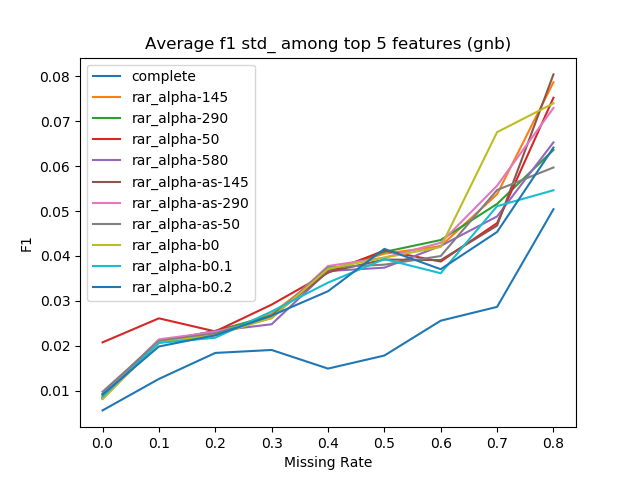 Average f1 std_ among top 5 features (gnb)
complete
rar_alpha-145
rar_alpha-290
rar_alpha-50
rar_alpha-580
rar_alpha-as-145
rar_alpha-as-290
rar_alpha-as-50
rar_alpha-b0
rar_alpha-b0.1
rar_alpha-b0.2
0.08
0.07
0.06
0.05
0.04
0.03
0.02
0.01
F1
0.0 0.1 0.2 0.3 0.4 0.5 0.6 0.7 0.8
Missing Rate